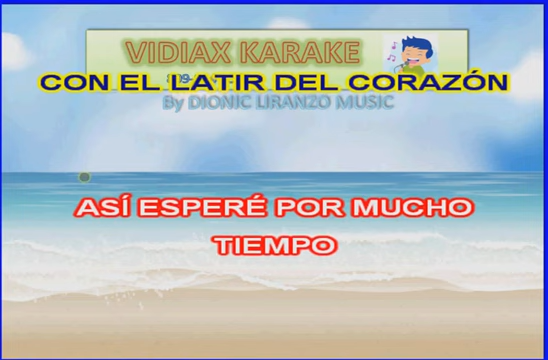 VIDIAX KARAKE
CON EL LATIR DEL CORAZÓN
By DIONIC LIRANZO MUSIC
ASÍ ESPERÉ POR MUCHO
TIEMPO